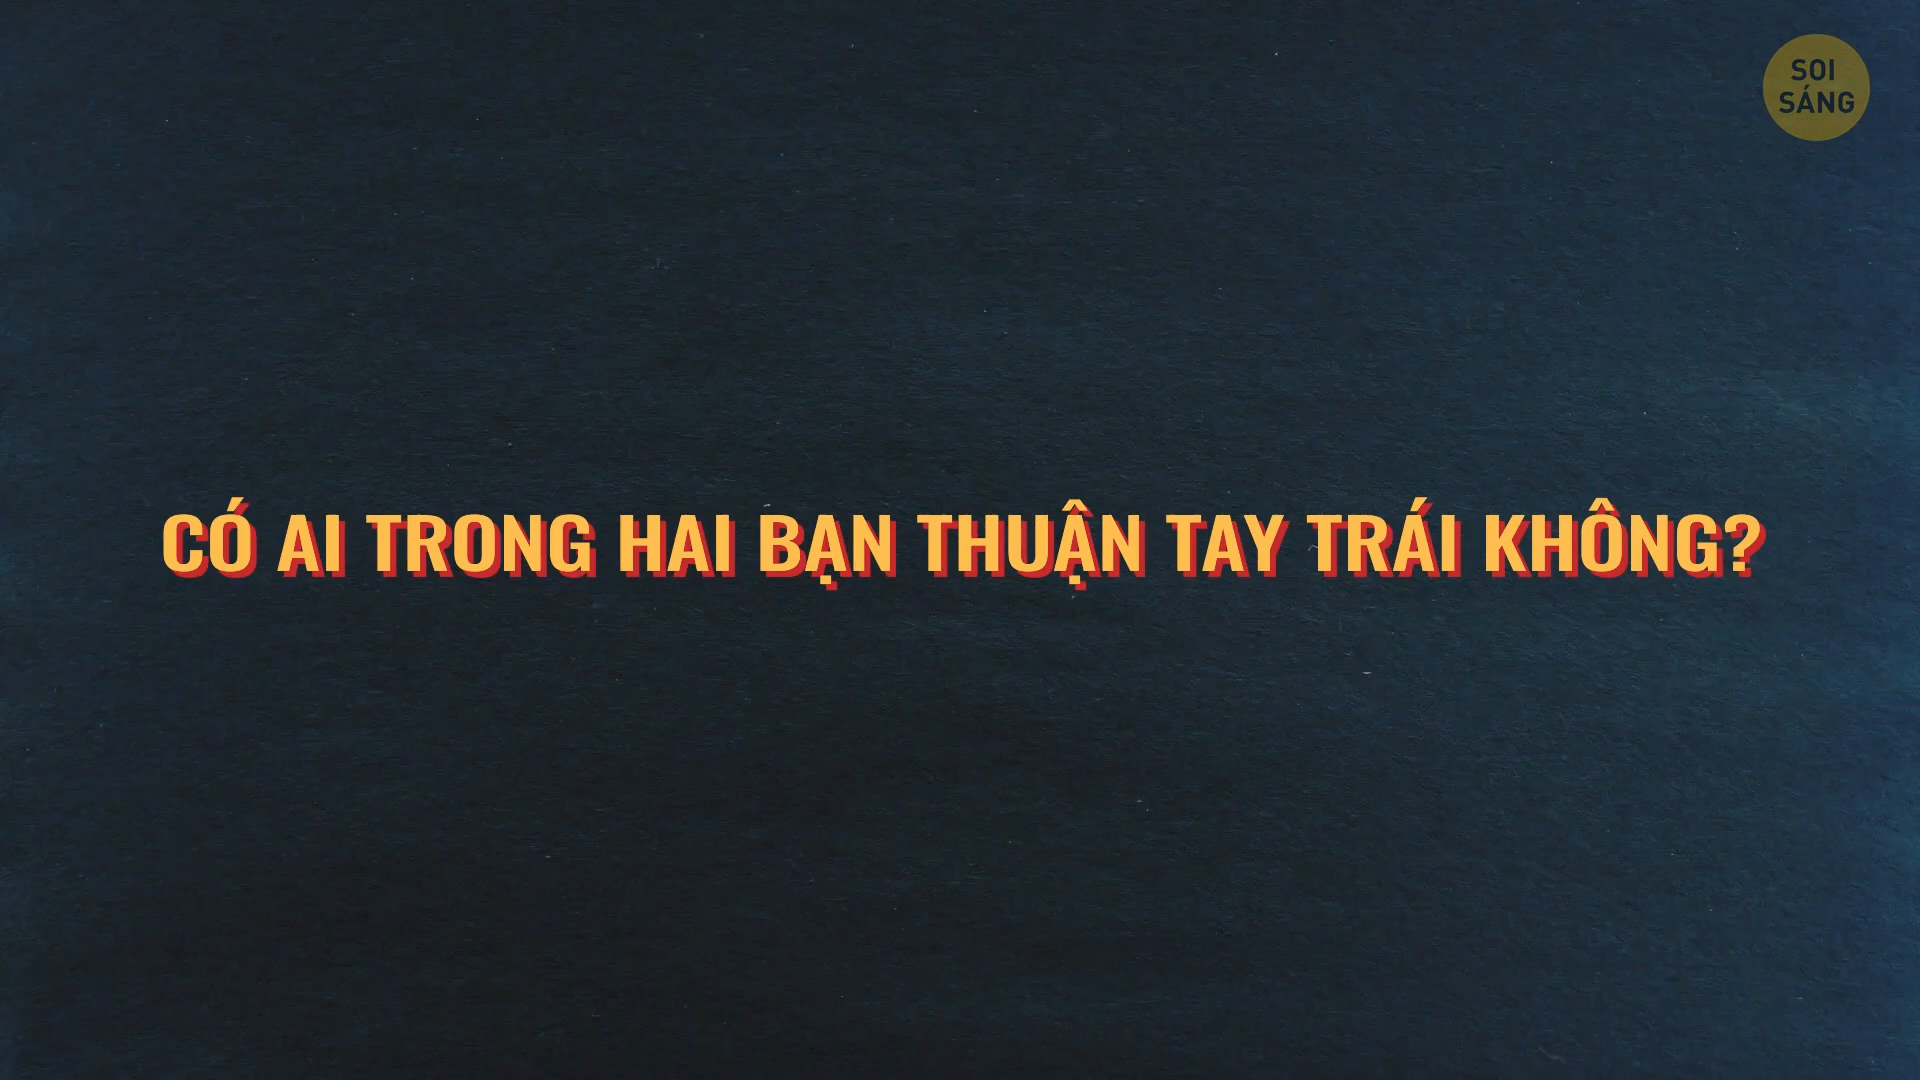 SOI
SÁNG
CÓ AI TRONG HAI BẠN THUẬN TAY TRÁI KHÔNG?